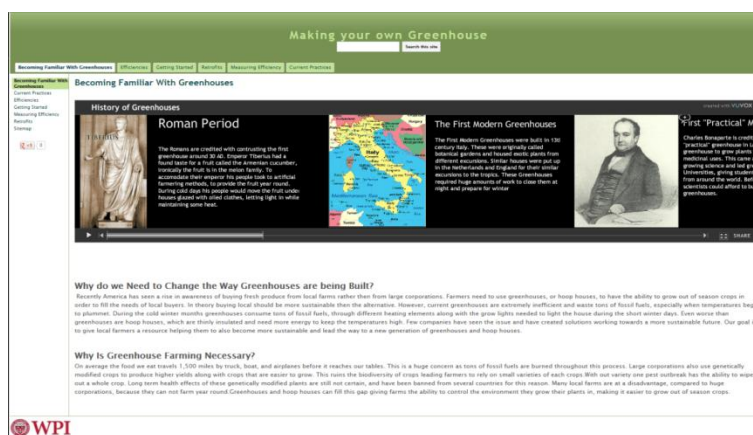 Making your own Greenhouse
Search this site
Becoming Familiar With Greenhouses Efficiencies Getting Started Retrofits Measuring Efficiency Current Practices
Becoming Familiar With
Greenhouses
Current Practices
Efficiencies
Getting Started
Measuring Efficiency
Retrofits
Sitemap
Becoming Familiar With Greenhouses
History of Greenhouses
created with VUVOX
TIBERIUS
Roman Period
The Romans are credited with contrusting the first
greenhouse around 30 AD. Emperor Tiberius had a
found taste for a fruit called the Armenian cucumber,
ironically the fruit is in the melon family. To
accomodate their emperor his people took to artificial
farmering methods, to provide the fruit year round.
During cold days his people would move the fruit under
houses glazed with oiled clothes, letting light in while
maintaining some heat.
The First Modern Greenhouses
The First Modern Greenhouses were built in 13th
century Italy. These were originally called
botanical gardens and housed exotic plants from
different excursions. Similar houses were put up
in the Netherlands and England for their similar
excursions to the tropics. These Greenhouses
required huge amounts of work to close them at
night and prepare for winter
First "Practical" M
Charles Bonaparte is credit
"practical" greenhouse in L
greenhouse to grow plants
medicinal uses. This came
growing science and led gr
Universities, giving student
from around the world. Bef
scientists could afford to bu
greenhouses.
SHARE
Why do we Need to Change the Way Greenhouses are being Built?
Recently America has seen a rise in awareness of buying fresh produce from local farms rather then from large corporations. Farmers need to use greenhouses, or hoop houses, to have the ability to grow out of season crops in
order to fill the needs of local buyers. In theory buying local should be more sustainable then the alternative. However, current greenhouses are extremely inefficient and waste tons of fossil fuels, especially when temperatures beg
to plummet. During the cold winter months greenhouses consume tons of fossil fuels, through different heating elements along with the grow lights needed to light the house during the short winter days. Even worse than
greenhouses are hoop houses, which are thinly insulated and need more energy to keep the temperatures high. Few companies have seen the issue and have created solutions working towards a more sustainable future. Our goal i
to give local farmers a resource helping them to also become more sustainable and lead the way to a new generation of greenhouses and hoop houses.
Why Is Greenhouse Farming Necessary?
On average the food we eat travels 1,500 miles by truck, boat, and airplanes before it reaches our tables. This is a huge concern as tons of fossil fuels are burned throughout this process. Large corporations also use genetically
modified crops to produce higher yields along with crops that are easier to grow. This ruins the biodiversity of crops leading farmers to rely on small varieties of each crops.With out variety one pest outbreak has the ability to wipe
out a whole crop. Long term health effects of these genetically modified plants are still not certain, and have been banned from several countries for this reason. Many local farms are at a disadvantage, compared to huge
corporations, because they can not farm year round.Greenhouses and hoop houses can fill this gap giving farms the ability to control the environment they grow their plants in, making it easier to grow out of season crops.
WPI